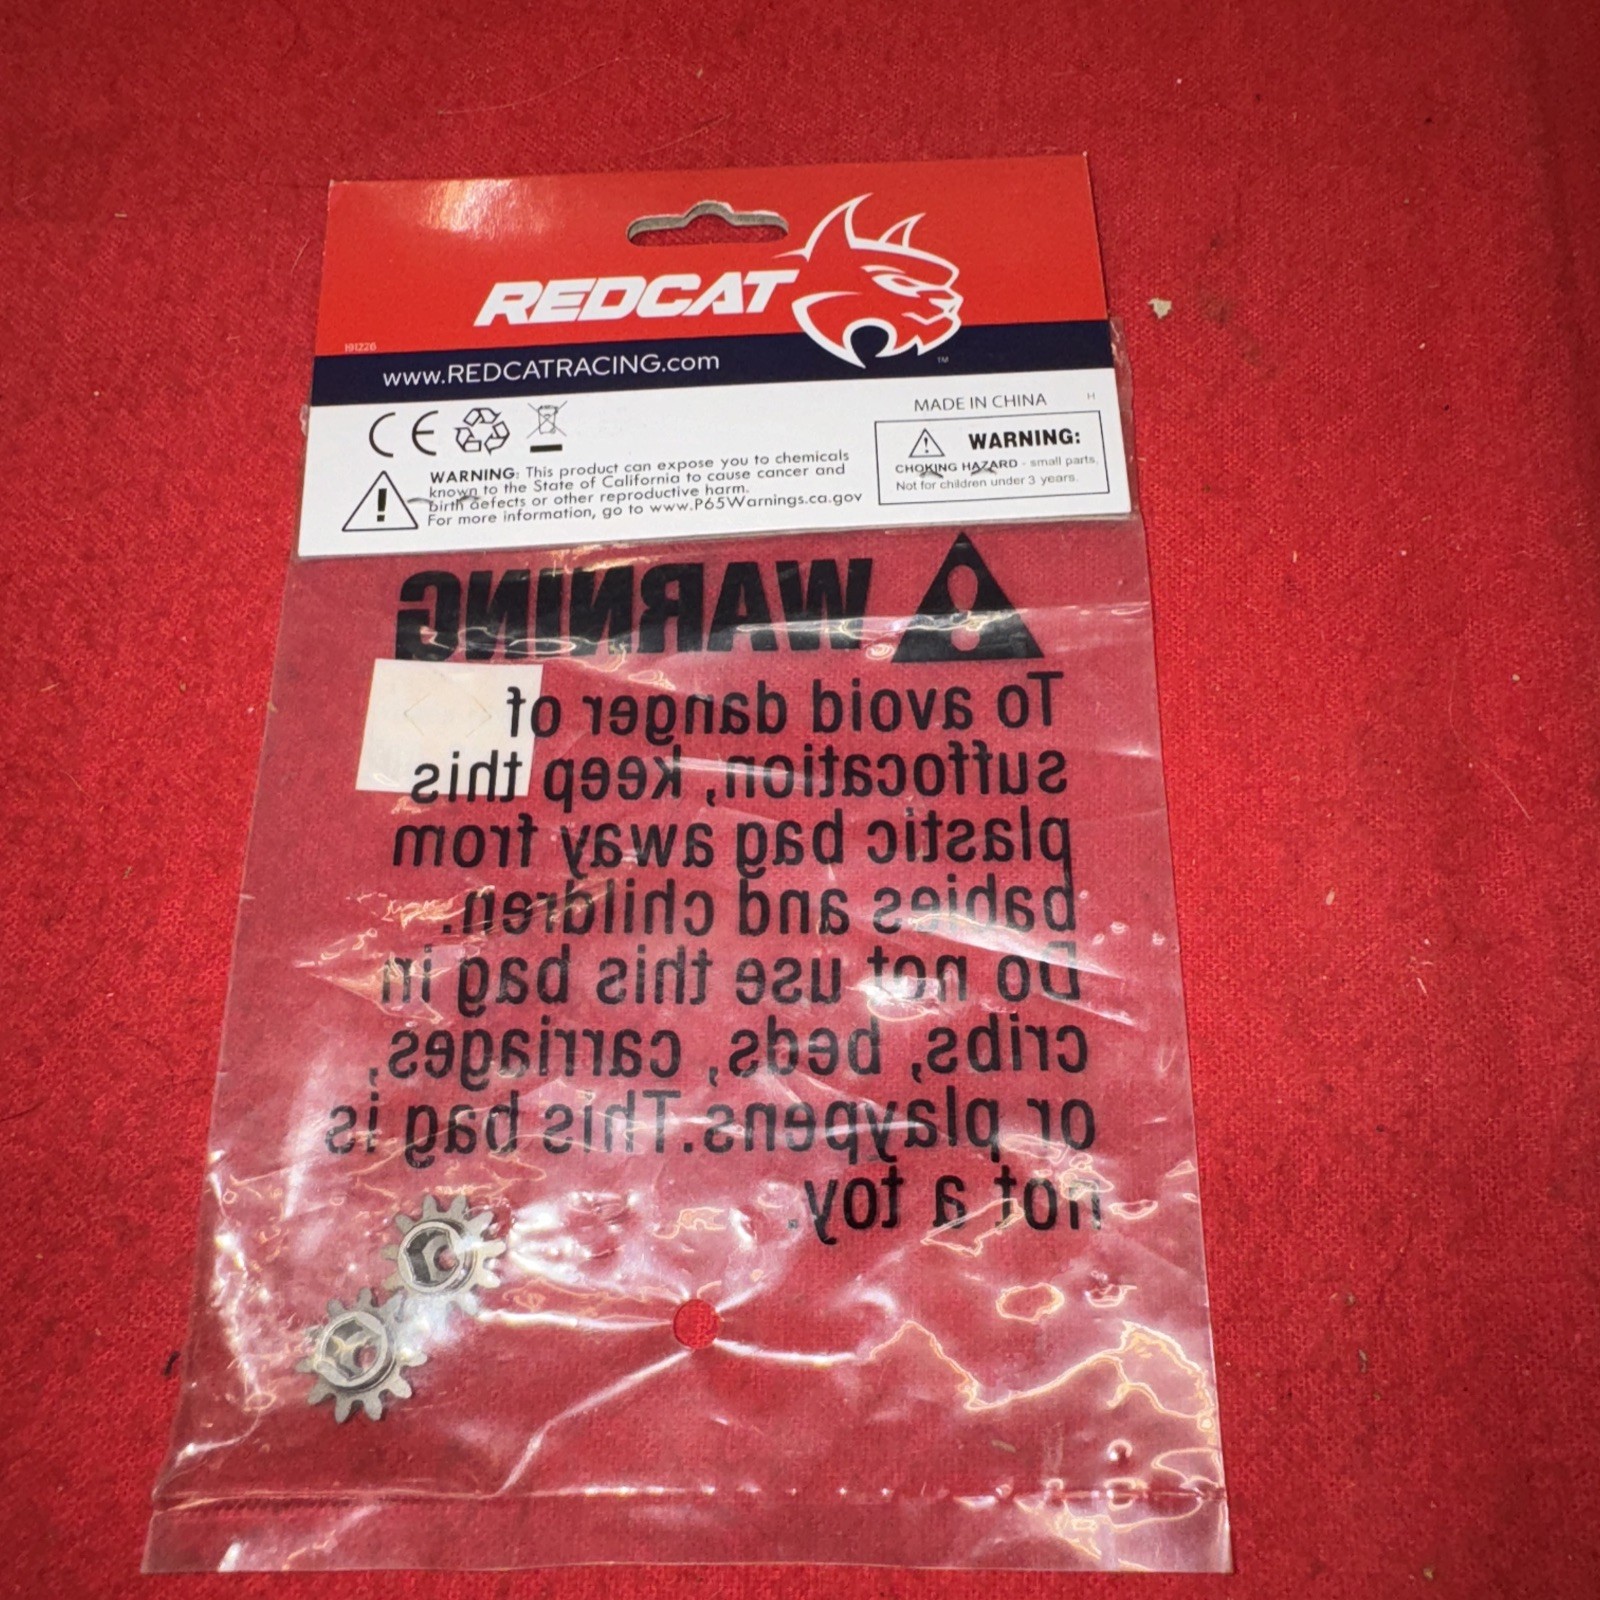 REDCAT
TM
191226
www.REDCATRACING.com
MADE IN CHINA
H
CE
WARNING:
CHOKING HAZARD - small parts.
Not for children under 3 years.
! WARNING: This product can expose you to chemicals
known to the State of California to cause cancer and
birth defects or other reproductive harm.
For more information, go to www.P65Warnings.ca.gov
WARNING
To avoid danger of
suffocation, keep this
plastic bag away from
babies and children.
Do not use this bag in
cribs, beds, carriages,
or playpens. This bag is
not a toy.